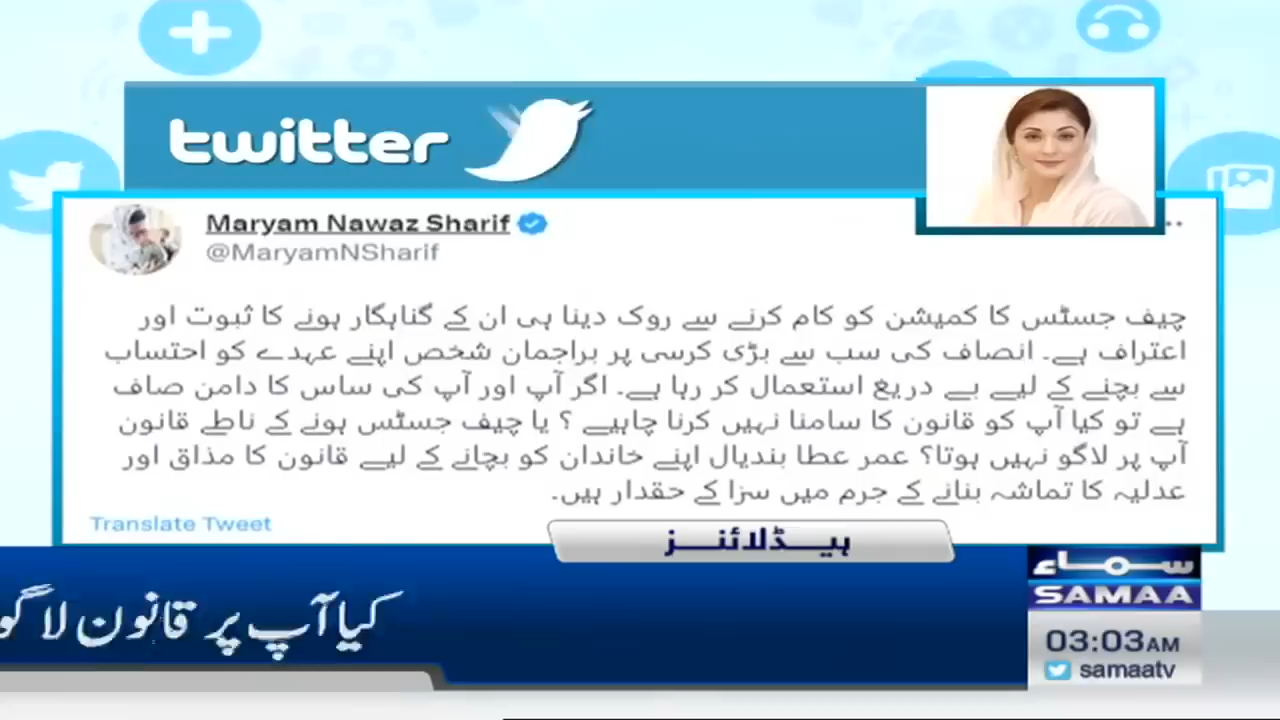 twitter
Maryam Nawaz Sharif
@MaryamNSharif
چیف جسٹس کا کمیشن کو کام کرنے سے روک دینا ہی ان کے گناہگار ہونے کا ثبوت اور
اعتراف ہے۔ انصاف کی سب سے بڑی کرسی پر براجمان شخص اپنے عہدے کو احتساب
سے بچنے کے لیے بے دریغ استعمال کر رہا ہے۔ اگر آپ اور آپ کی ساس کا دامن صاف
ہے تو کیا آپ کو قانون کا سامنا نہیں کرنا چاہیے ؟ یا چیف جسٹس ہونے کے ناطے قانون
آپ پر لاگو نہیں ہوتا؟ عمر عطا بندیال اپنے خاندان کو بچانے کے لیے قانون کا مذاق اور
عدلیہ کا تماشہ بنانے کے جرم میں سزا کے حقدار ہیں۔
Translate Tweet
ہیڈلائنز
کیا آپ پر قانون لاگو
سماء
SAMAA
03:03AM
samaatv